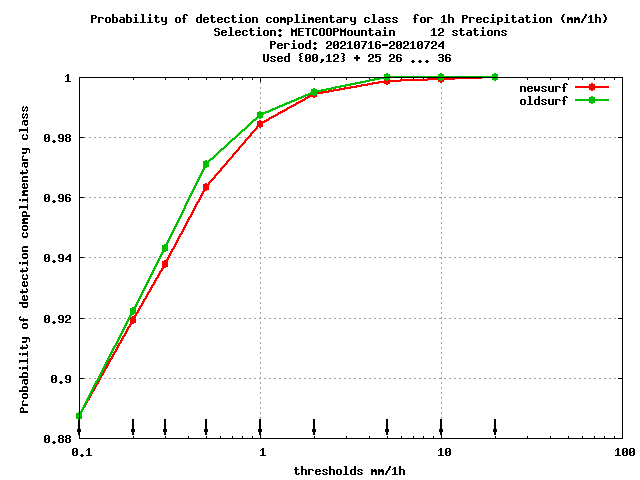 Probability of detection complimentary class  for 1h Precipitation (mm/1h)
Selection: METCOOPMountain     12 stations
Period: 20210716-20210724
Used {00,12} + 25 26 ... 36
newsurf
oldsurf
Probability of detection complimentary class
1
0.98
0.96
0.94
0.92
0.9
0.88
0.1 1 10 100
thresholds mm/1h